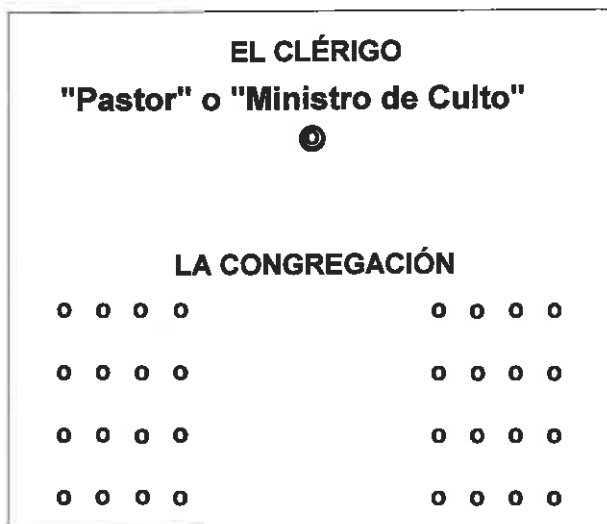 EL CLÉRIGO
"Pastor" o "Ministro de Culto"
O
LA CONGREGACIÓN
o o o o o o o o
o o o o o o o o
o o o o o o o o
o o o o o o o o